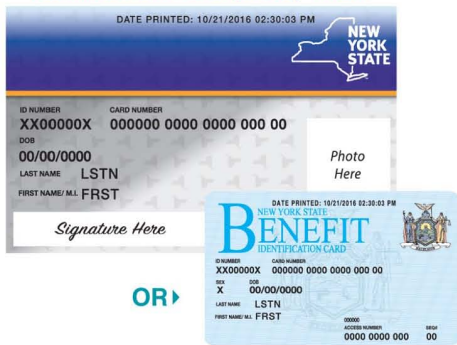 DATE PRINTED: 10/21/2016 02:30:03 PM
NEW
YORK
STATE
ID NUMBER CARD NUMBER
XX00000X 000000 0000 0000 000 00
DOB
00/00/0000
LAST NAME LSTN
FIRST NAME/ M.I. FRST
Photo
Here
Signature Here
OR
DATE PRINTED: 10/21/2016 02:30:03 PM
NEW YORK STATE
BENEFIT
IDENTIFICATION CARD
ID NUMBER CARD NUMBER
XX00000X 000000 0000 0000 000 00
SEX DOB
X 00/00/0000
LAST NAME LSTN
FIRST NAME/ M.I. FRST
000000
ACCESS NUMBER SEQ#
0000 0000 000 00